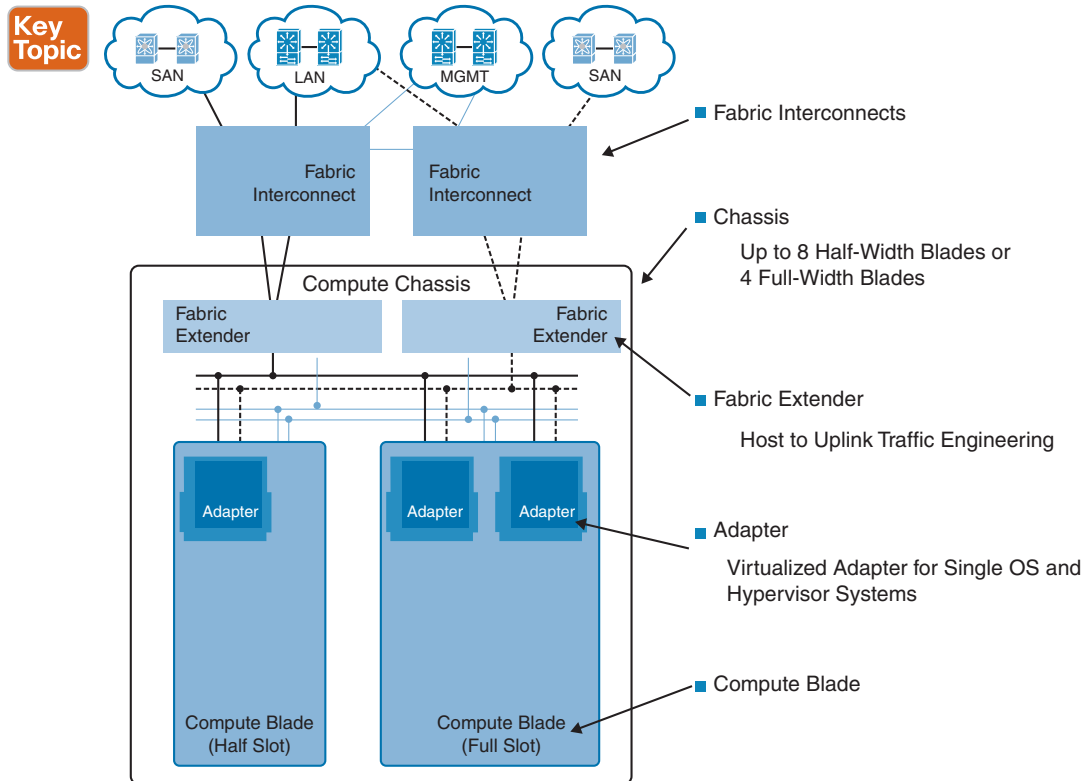 Key
Topic
SAN
LAN
MGMT
SAN
Fabric
Interconnect
Fabric
Interconnect
Fabric Interconnects
Chassis
Up to 8 Half-Width Blades or
4 Full-Width Blades
Compute Chassis
Fabric
Extender
Fabric
Extender
Fabric Extender
Host to Uplink Traffic Engineering
Adapter
Adapter
Adapter
Adapter
Virtualized Adapter for Single OS and
Hypervisor Systems
Compute Blade
Compute Blade
(Half Slot)
Compute Blade
(Full Slot)